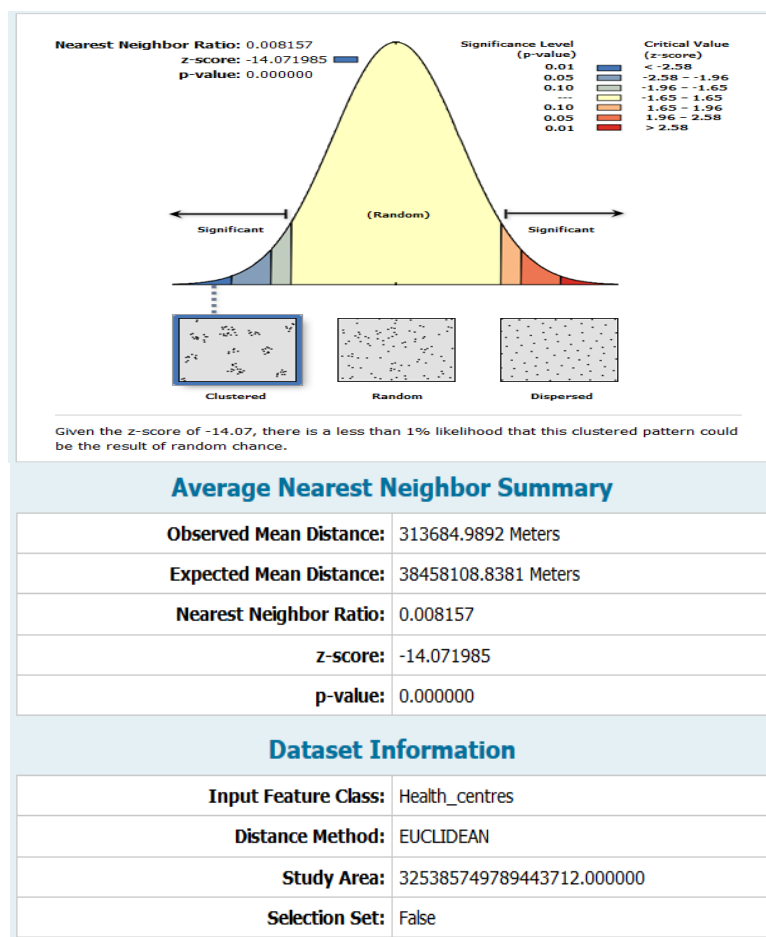 Nearest Neighbor Ratio: 0.008157
z-score: -14.071985
p-value: 0.000000
Significance Level (p-value) Critical Value (z-score)
0.01 < -2.58
0.05 -2.58 – -1.96
0.10 -1.96 – -1.65
--- -1.65 – 1.65
0.10 1.65 – 1.96
0.05 1.96 – 2.58
0.01 > 2.58
(Random)
Significant Significant
Clustered Random Dispersed
Given the z-score of -14.07, there is a less than 1% likelihood that this clustered pattern could
be the result of random chance.
Average Nearest Neighbor Summary
Observed Mean Distance: 313684.9892 Meters
Expected Mean Distance: 38458108.8381 Meters
Nearest Neighbor Ratio: 0.008157
z-score: -14.071985
p-value: 0.000000
Dataset Information
Input Feature Class: Health_centres
Distance Method: EUCLIDEAN
Study Area: 325385749789443712.000000
Selection Set: False